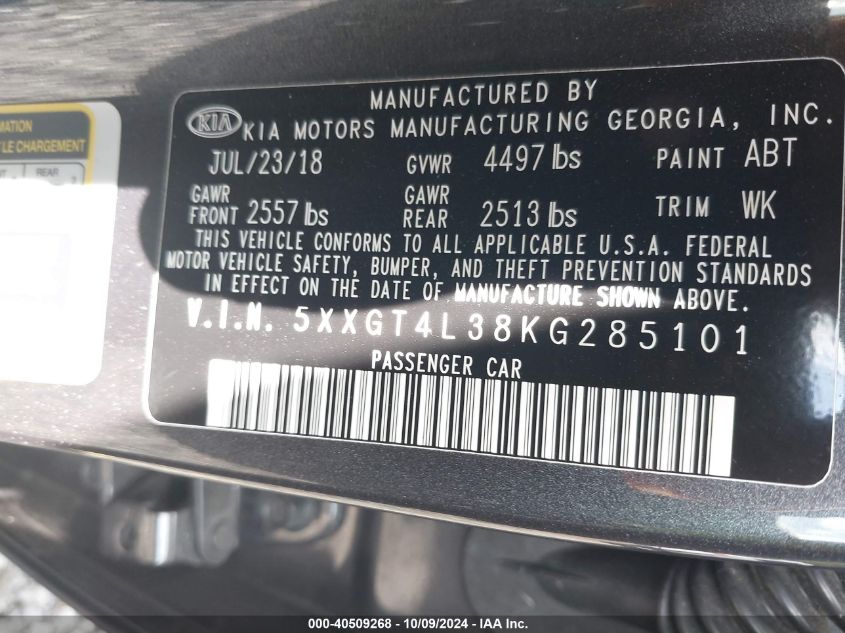 MANUFACTURED BY
KIA KIA MOTORS MANUFACTURING GEORGIA, INC.
JUL/23/18 GVWR 4497 lbs PAINT ABT
GAWR FRONT 2557 lbs GAWR REAR 2513 lbs TRIM WK
THIS VEHICLE CONFORMS TO ALL APPLICABLE U.S.A. FEDERAL
MOTOR VEHICLE SAFETY, BUMPER, AND THEFT PREVENTION STANDARDS
IN EFFECT ON THE DATE OF MANUFACTURE SHOWN ABOVE.
V.I.N. 5XXGT4L38KG285101
PASSENGER CAR
MATION
LE CHARGEMENT
REAR
000-40509268 - 10/09/2024 - IAA Inc.